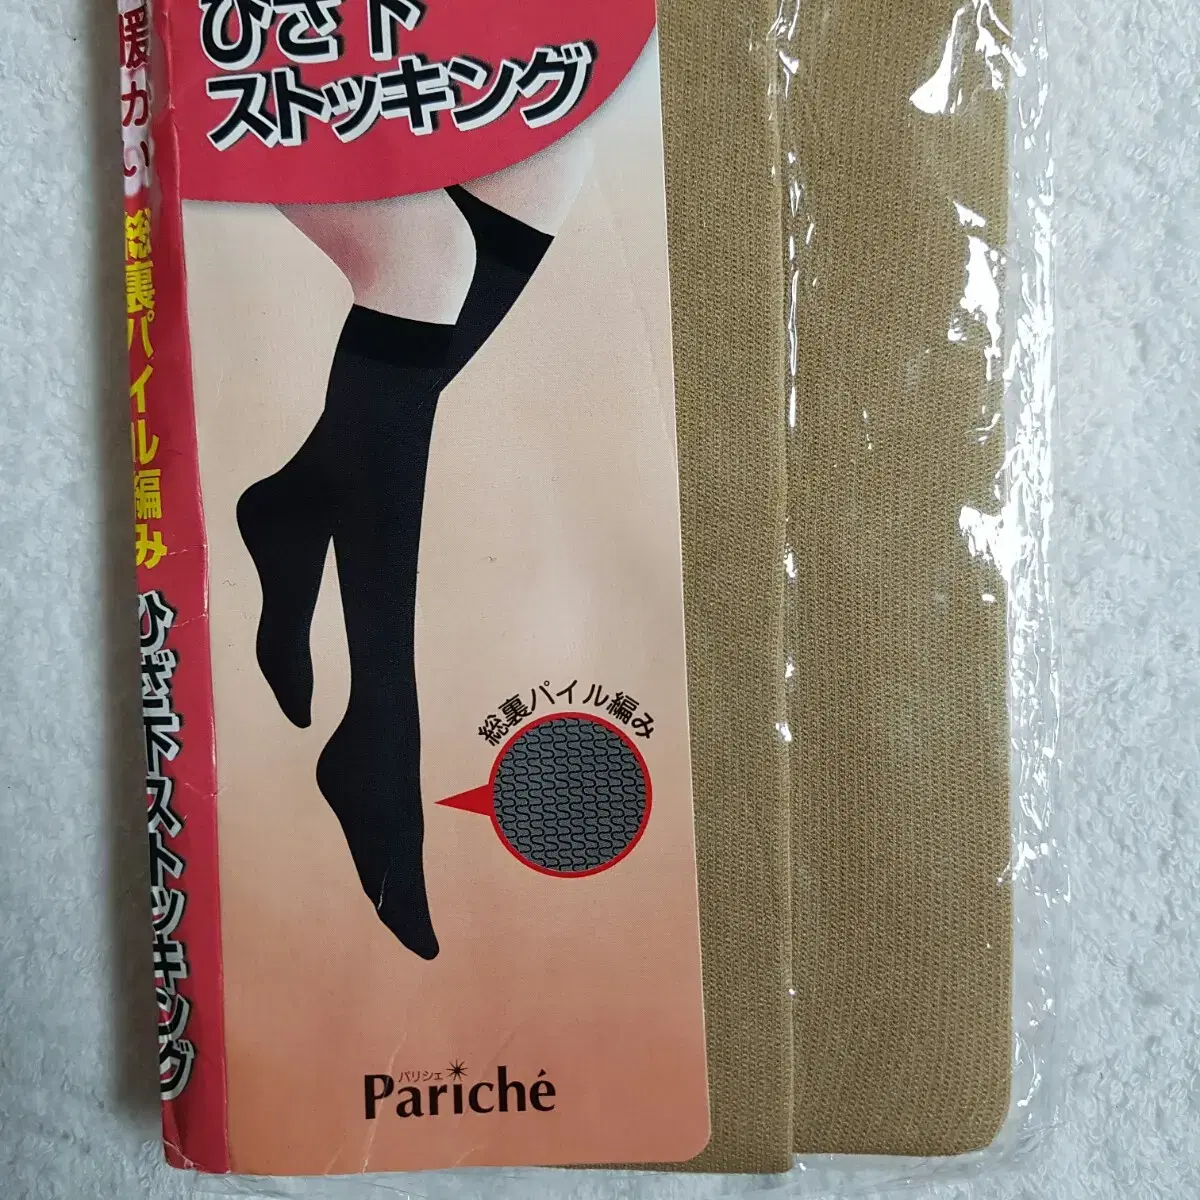 ひざ下
ストッキング
暖かい 総裏パイル編み ひざ下ストッキング
総裏パイル編み
パリシェ
Pariché